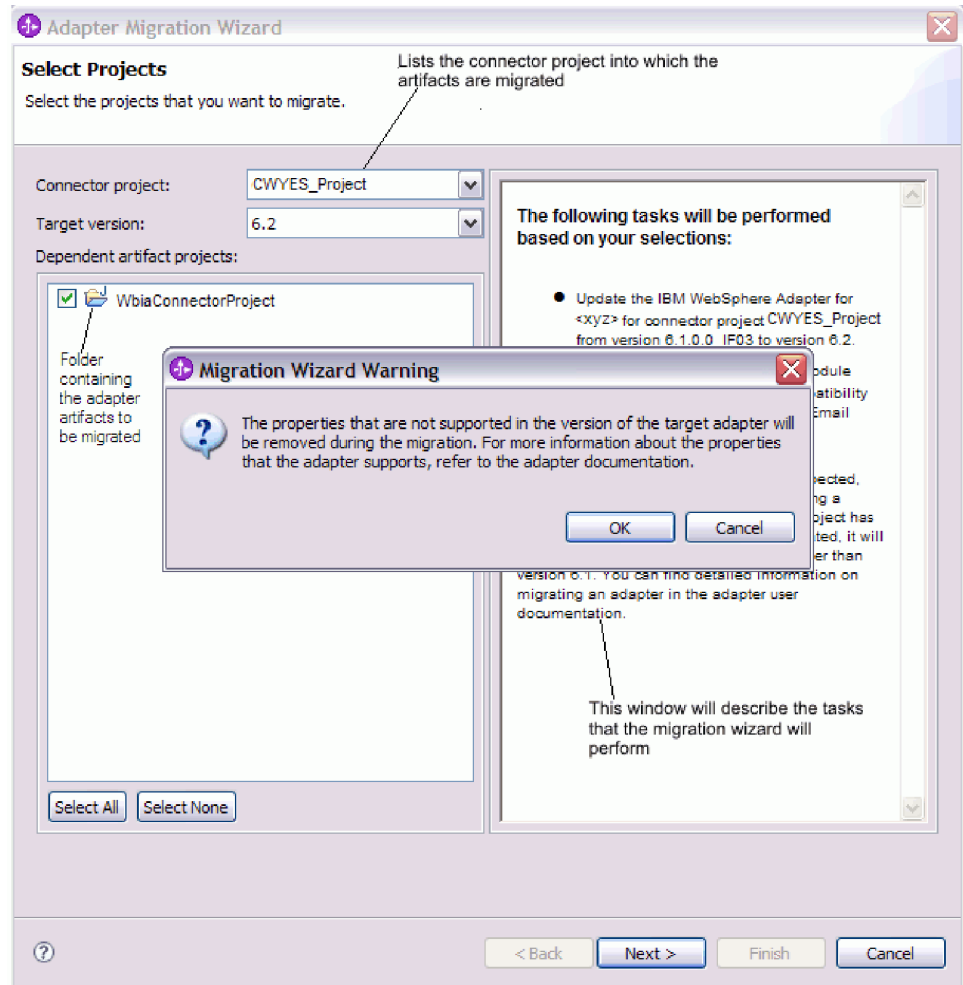 Adapter Migration Wizard
Select Projects
Select the projects that you want to migrate.
Lists the connector project into which the
artifacts are migrated
Connector project:
CWYES_Project
Target version:
6.2
Dependent artifact projects:
WbiaConnectorProject
Folder
containing
the adapter
artifacts to
be migrated
The following tasks will be performed
based on your selections:
Update the IBM WebSphere Adapter for
<xyz> for connector project CWYES_Project
from version 6.1.0.0_IF03 to version 6.2.
Migration Wizard Warning
The properties that are not supported in the version of the target adapter will
be removed during the migration. For more information about the properties
that the adapter supports, refer to the adapter documentation.
OK
Cancel
has
it will
than
version 6.1. You can find detailed information on
migrating an adapter in the adapter user
documentation.
This window will describe the tasks
that the migration wizard will
perform
Select All
Select None
?
< Back
Next >
Finish
Cancel